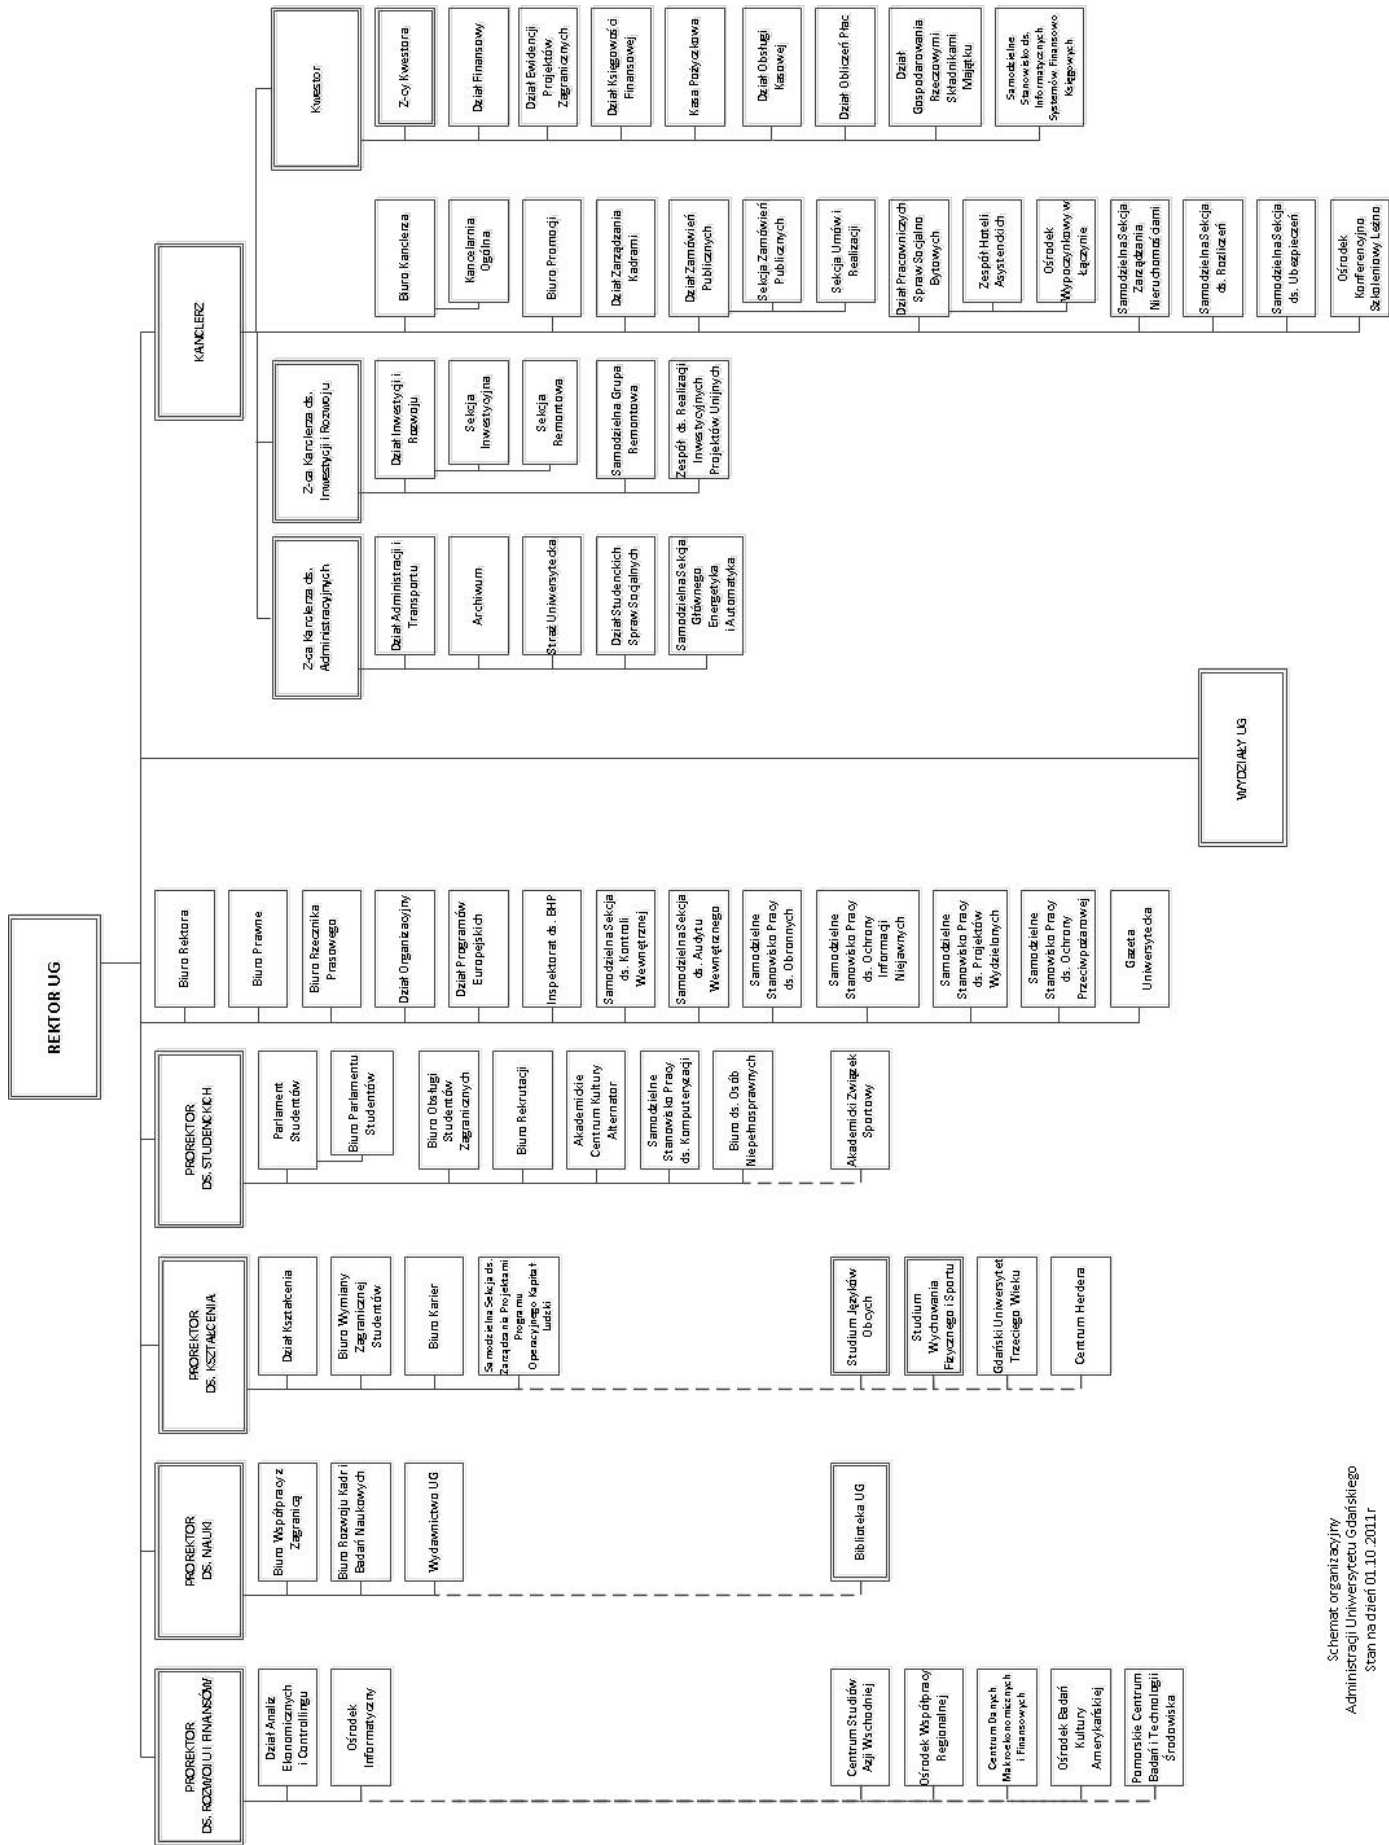 REKTOR UG
PROREKTOR
DS. ROZWOJU I FINANSÓW
Dział Analiz
Ekonomicznych
i Controllingu
Ośrodek
Informatyczny
Centrum Studiów
Azji Wschodniej
Ośrodek Współpracy
Regionalnej
Centrum Danych
Makroekonomicznych
i Finansowych
Ośrodek Badań
Kultury
Amerykańskiej
Pomorskie Centrum
Badań i Technologii
Środowiska
PROREKTOR
DS. NAUKI
Biuro Współpracy z
Zagranicą
Biuro Rozwoju Kadr i
Badań Naukowych
Wydawnictwo UG
Biblioteka UG
PROREKTOR
DS. KSZTAŁCENIA
Dział Kształcenia
Biuro Wymiany
Zagranicznej
Studentów
Biuro Karier
Samodzielna Sekcja ds.
Zarządzania Projektami
Programu
Operacyjnego Kapitał
Ludzki
Studium Języków
Obcych
Studium
Wychowania
Fizycznego i Sportu
Gdański Uniwersytet
Trzeciego Wieku
Centrum Herdera
PROREKTOR
DS. STUDENCKICH
Parlament
Studentów
Biuro Parlamentu
Studentów
Biuro Obsługi
Studentów
Zagranicznych
Biuro Rekrutacji
Akademickie
Centrum Kultury
Alternator
Samodzielne
Stanowisko Pracy
ds. Komputeryzacji
Biuro ds. Osób
Niepełnosprawnych
Akademicki Związek
Sportowy
Biuro Rektora
Biuro Prawne
Biuro Rzecznika
Prasowego
Dział Organizacyjny
Dział Programów
Europejskich
Inspektorat ds. BHP
Samodzielna Sekcja
ds. Kontroli
Wewnętrznej
Samodzielna Sekcja
ds. Audytu
Wewnętrznego
Samodzielne
Stanowisko Pracy
ds. Obronnych
Samodzielne
Stanowisko Pracy
ds. Ochrony
Informacji
Niejawnych
Samodzielne
Stanowisko Pracy
ds. Projektów
Wydzielonych
Samodzielne
Stanowisko Pracy
ds. Ochrony
Przeciwpożarowej
Gazeta
Uniwersytecka
WYDZIAŁY UG
KANCLERZ
Z-ca Kanclerza ds.
Administracyjnych
Dział Administracji i
Transportu
Archiwum
Straż Uniwersytecka
Dział Studenckich
Spraw Socjalnych
Samodzielna Sekcja
Głównego
Energetyka
i Automatyka
Z-ca Kanclerza ds.
Inwestycji i Rozwoju
Dział Inwestycji i
Rozwoju
Sekcja
Inwestycyjna
Sekcja
Remontowa
Samodzielna Grupa
Remontowa
Zespół ds. Realizacji
Inwestycyjnych
Projektów Unijnych
Biuro Kanclerza
Kancelaria
Ogólna
Biuro Promocji
Dział Zarządzania
Kadrami
Dział Zamówień
Publicznych
Sekcja Zamówień
Publicznych
Sekcja Umów i
Realizacji
Dział Pracowniczych
Spraw Socjalno
Bytowych
Zespół Hoteli
Asystenckich
Ośrodek
Wypoczynkowy w
Łączynie
Samodzielna Sekcja
Zarządzania
Nieruchomościami
Samodzielna Sekcja
ds. Rozliczeń
Samodzielna Sekcja
ds. Ubezpieczeń
Ośrodek
Konferencyjno
Szkoleniowy Leźno
Kwestor
Z-cy Kwestora
Dział Finansowy
Dział Ewidencji
Projektów
Zagranicznych
Dział Księgowości
Finansowej
Kasa Pożyczkowa
Dział Obsługi
Kasowej
Dział Obliczeń Płac
Dział
Gospodarowania
Rzeczowymi
Składnikami
Majątku
Samodzielne
Stanowisko ds.
Informatycznych
Systemów Finansowo
Księgowych
Schemat organizacyjny
Administracji Uniwersytetu Gdańskiego
Stan na dzień 01.10.2011r